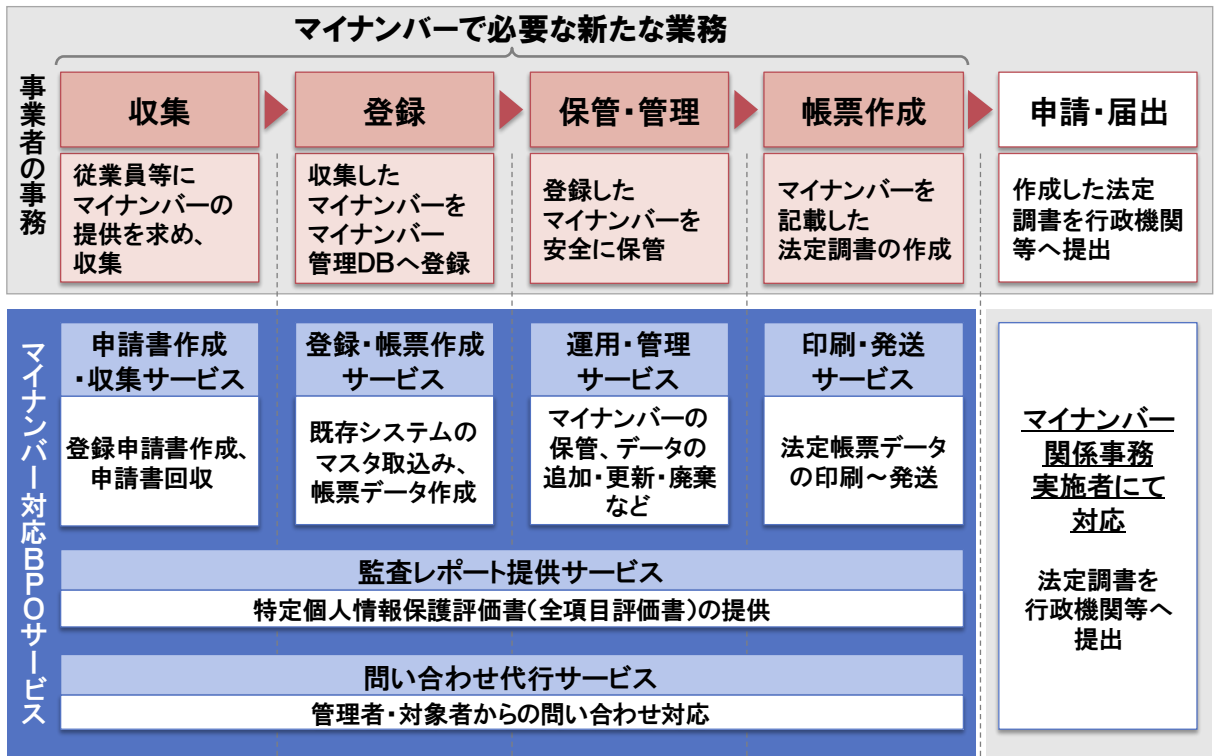 マイナンバーで必要な新たな業務
事業者の事務
収集
登録
保管・管理
帳票作成
申請・届出
従業員等に
マイナンバーの
提供を求め、
収集
収集した
マイナンバーを
マイナンバー
管理DBへ登録
登録した
マイナンバーを
安全に保管
マイナンバーを
記載した
法定調書の作成
作成した法定
調書を行政機関
等へ提出
マイナンバー対応BPOサービス
申請書作成
・収集サービス
登録・帳票作成
サービス
運用・管理
サービス
印刷・発送
サービス
登録申請書作成、
申請書回収
既存システムの
マスタ取込み、
帳票データ作成
マイナンバーの
保管、データの
追加・更新・廃棄
など
法定帳票データ
の印刷～発送
監査レポート提供サービス
特定個人情報保護評価書(全項目評価書)の提供
問い合わせ代行サービス
管理者・対象者からの問い合わせ対応
マイナンバー
関係事務
実施者にて
対応
法定調書を
行政機関等へ
提出